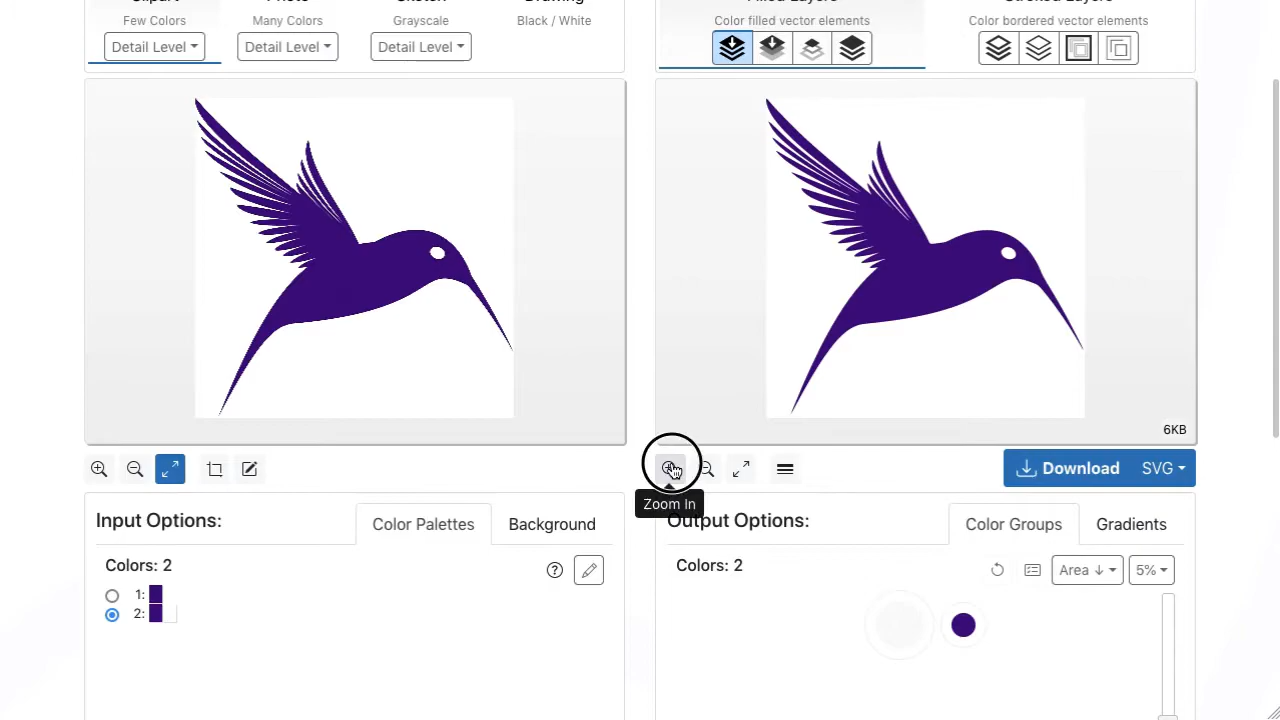 Few Colors
Many Colors
Grayscale
Black / White
Detail Level
Detail Level
Detail Level
Color filled vector elements
Color bordered vector elements
6KB
Zoom In
Download SVG
Input Options:
Color Palettes
Background
Colors: 2
1:
2:
Output Options:
Color Groups
Gradients
Colors: 2
Area ↓
5%